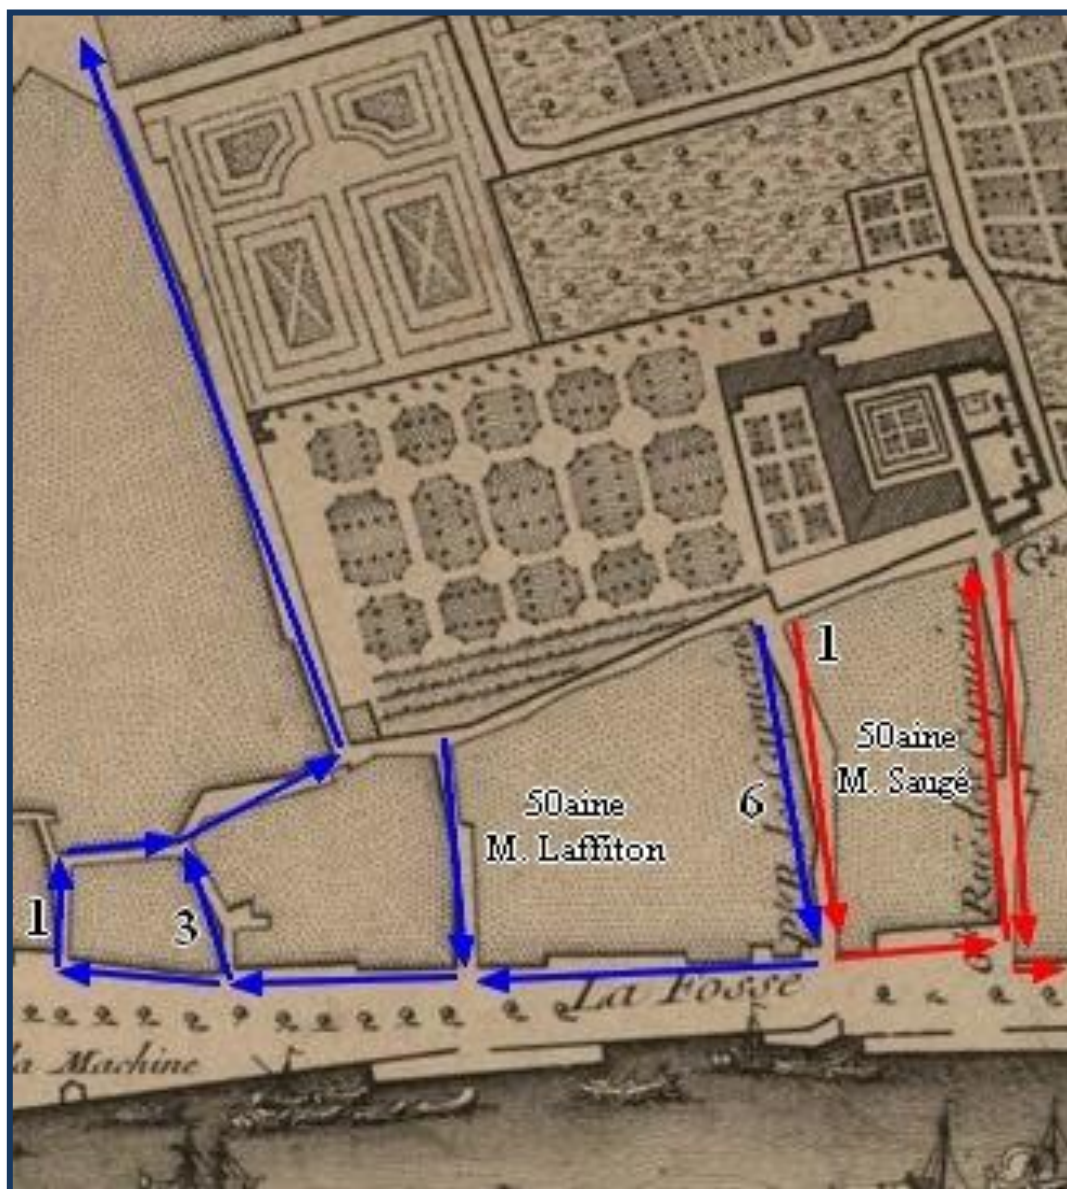 1
50aine
M. Saugé
50aine
M. Laffiton
6
1
3
La Fosse
la Machine